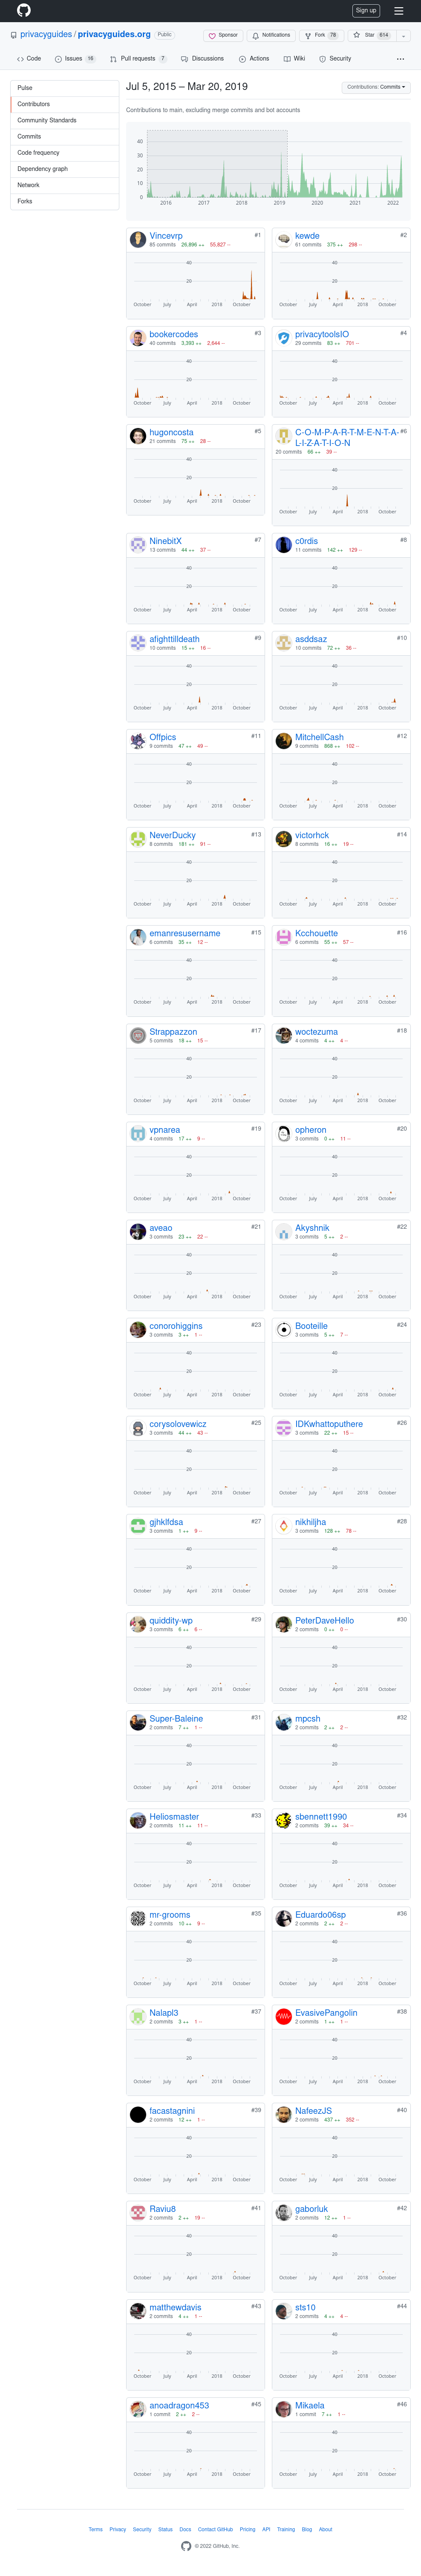 Sign up
privacyguides / privacyguides.org Public
Sponsor Notifications Fork 78 Star 614
Code Issues 16 Pull requests 7 Discussions Actions Wiki Security
Pulse
Contributors
Community Standards
Commits
Code frequency
Dependency graph
Network
Forks
Jul 5, 2015 – Mar 20, 2019
Contributions: Commits
Contributions to main, excluding merge commits and bot accounts
40
30
20
10
0
2016 2017 2018 2019 2020 2021 2022
Vincevrp #1
85 commits 26,896 ++ 55,827 --
kewde #2
61 commits 375 ++ 298 --
bookercodes #3
40 commits 3,393 ++ 2,644 --
privacytoolsIO #4
29 commits 83 ++ 701 --
hugoncosta #5
21 commits 75 ++ 28 --
C-O-M-P-A-R-T-M-E-N-T-A-L-I-Z-A-T-I-O-N #6
20 commits 66 ++ 39 --
NinebitX #7
13 commits 44 ++ 37 --
c0rdis #8
11 commits 142 ++ 129 --
afighttilldeath #9
10 commits 15 ++ 16 --
asddsaz #10
10 commits 72 ++ 36 --
Offpics #11
9 commits 47 ++ 49 --
MitchellCash #12
9 commits 868 ++ 102 --
NeverDucky #13
8 commits 181 ++ 91 --
victorhck #14
8 commits 16 ++ 19 --
emanresusername #15
6 commits 35 ++ 12 --
Kcchouette #16
6 commits 55 ++ 57 --
Strappazzon #17
5 commits 18 ++ 15 --
woctezuma #18
4 commits 4 ++ 4 --
vpnarea #19
4 commits 17 ++ 9 --
opheron #20
3 commits 0 ++ 11 --
aveao #21
3 commits 23 ++ 22 --
Akyshnik #22
3 commits 5 ++ 2 --
conorohiggins #23
3 commits 3 ++ 1 --
Booteille #24
3 commits 5 ++ 7 --
corysolovewicz #25
3 commits 44 ++ 43 --
IDKwhattoputhere #26
3 commits 22 ++ 15 --
gjhklfdsa #27
3 commits 1 ++ 9 --
nikhiljha #28
3 commits 128 ++ 78 --
quiddity-wp #29
3 commits 6 ++ 6 --
PeterDaveHello #30
2 commits 0 ++ 0 --
Super-Baleine #31
2 commits 7 ++ 1 --
mpcsh #32
2 commits 2 ++ 2 --
Heliosmaster #33
2 commits 11 ++ 11 --
sbennett1990 #34
2 commits 39 ++ 34 --
mr-grooms #35
2 commits 10 ++ 9 --
Eduardo06sp #36
2 commits 2 ++ 2 --
Nalapl3 #37
2 commits 3 ++ 1 --
EvasivePangolin #38
2 commits 1 ++ 1 --
facastagnini #39
2 commits 12 ++ 1 --
NafeezJS #40
2 commits 437 ++ 352 --
Raviu8 #41
2 commits 2 ++ 19 --
gaborluk #42
2 commits 12 ++ 1 --
matthewdavis #43
2 commits 4 ++ 1 --
sts10 #44
2 commits 4 ++ 4 --
anoadragon453 #45
1 commit 2 ++ 2 --
Mikaela #46
1 commit 7 ++ 1 --
Terms Privacy Security Status Docs Contact GitHub Pricing API Training Blog About
© 2022 GitHub, Inc.